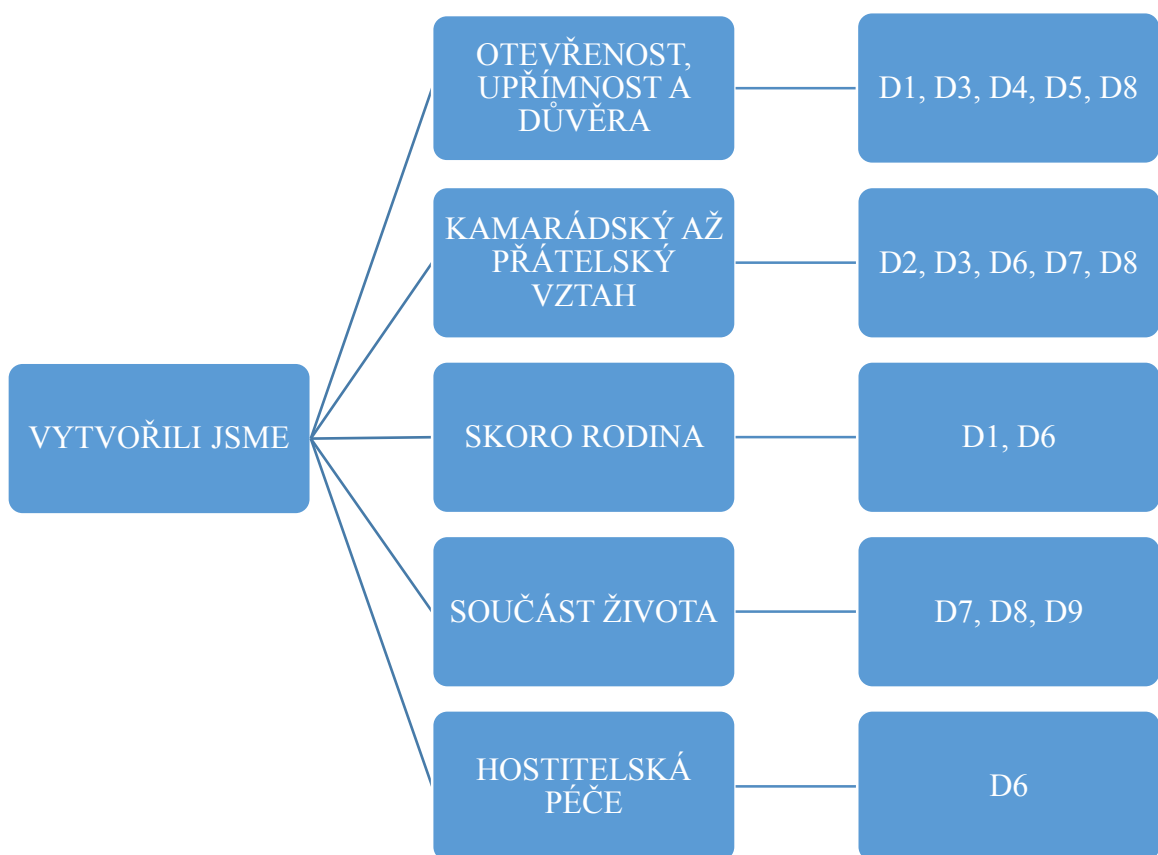 OTEVŘENOST,
UPŘÍMNOST A
DŮVĚRA
D1, D3, D4, D5, D8
KAMARÁDSKÝ AŽ
PŘÁTELSKÝ
VZTAH
D2, D3, D6, D7, D8
VYTVOŘILI JSME
SKORO RODINA
D1, D6
SOUČÁST ŽIVOTA
D7, D8, D9
HOSTITELSKÁ
PÉČE
D6